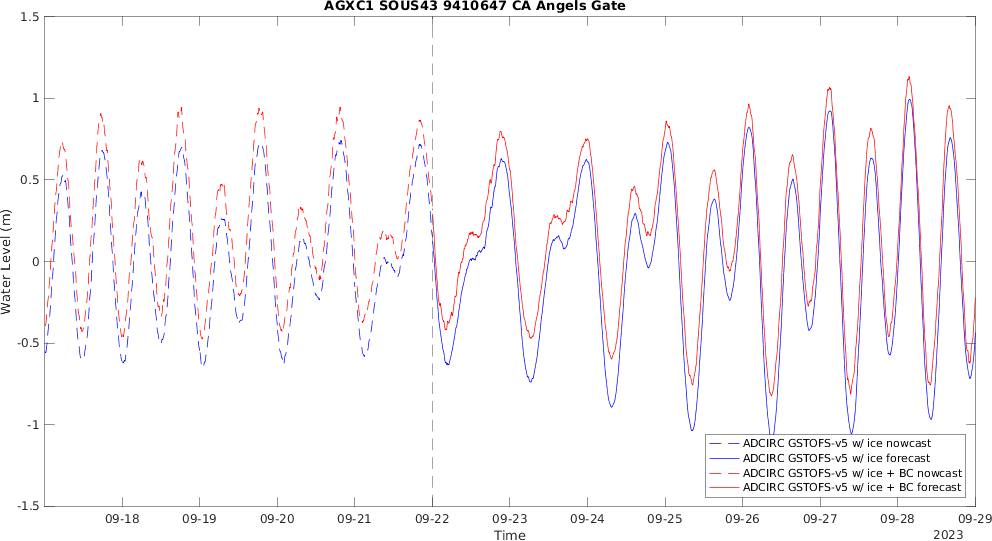 AGXC1 SOUS43 9410647 CA Angels Gate
1.5
1
0.5
0
-0.5
-1
-1.5
Water Level (m)
ADCIRC GSTOFS-v5 w/ ice nowcast
ADCIRC GSTOFS-v5 w/ ice forecast
ADCIRC GSTOFS-v5 w/ ice + BC nowcast
ADCIRC GSTOFS-v5 w/ ice + BC forecast
09-18 09-19 09-20 09-21 09-22 09-23 09-24 09-25 09-26 09-27 09-28 09-29
Time
2023